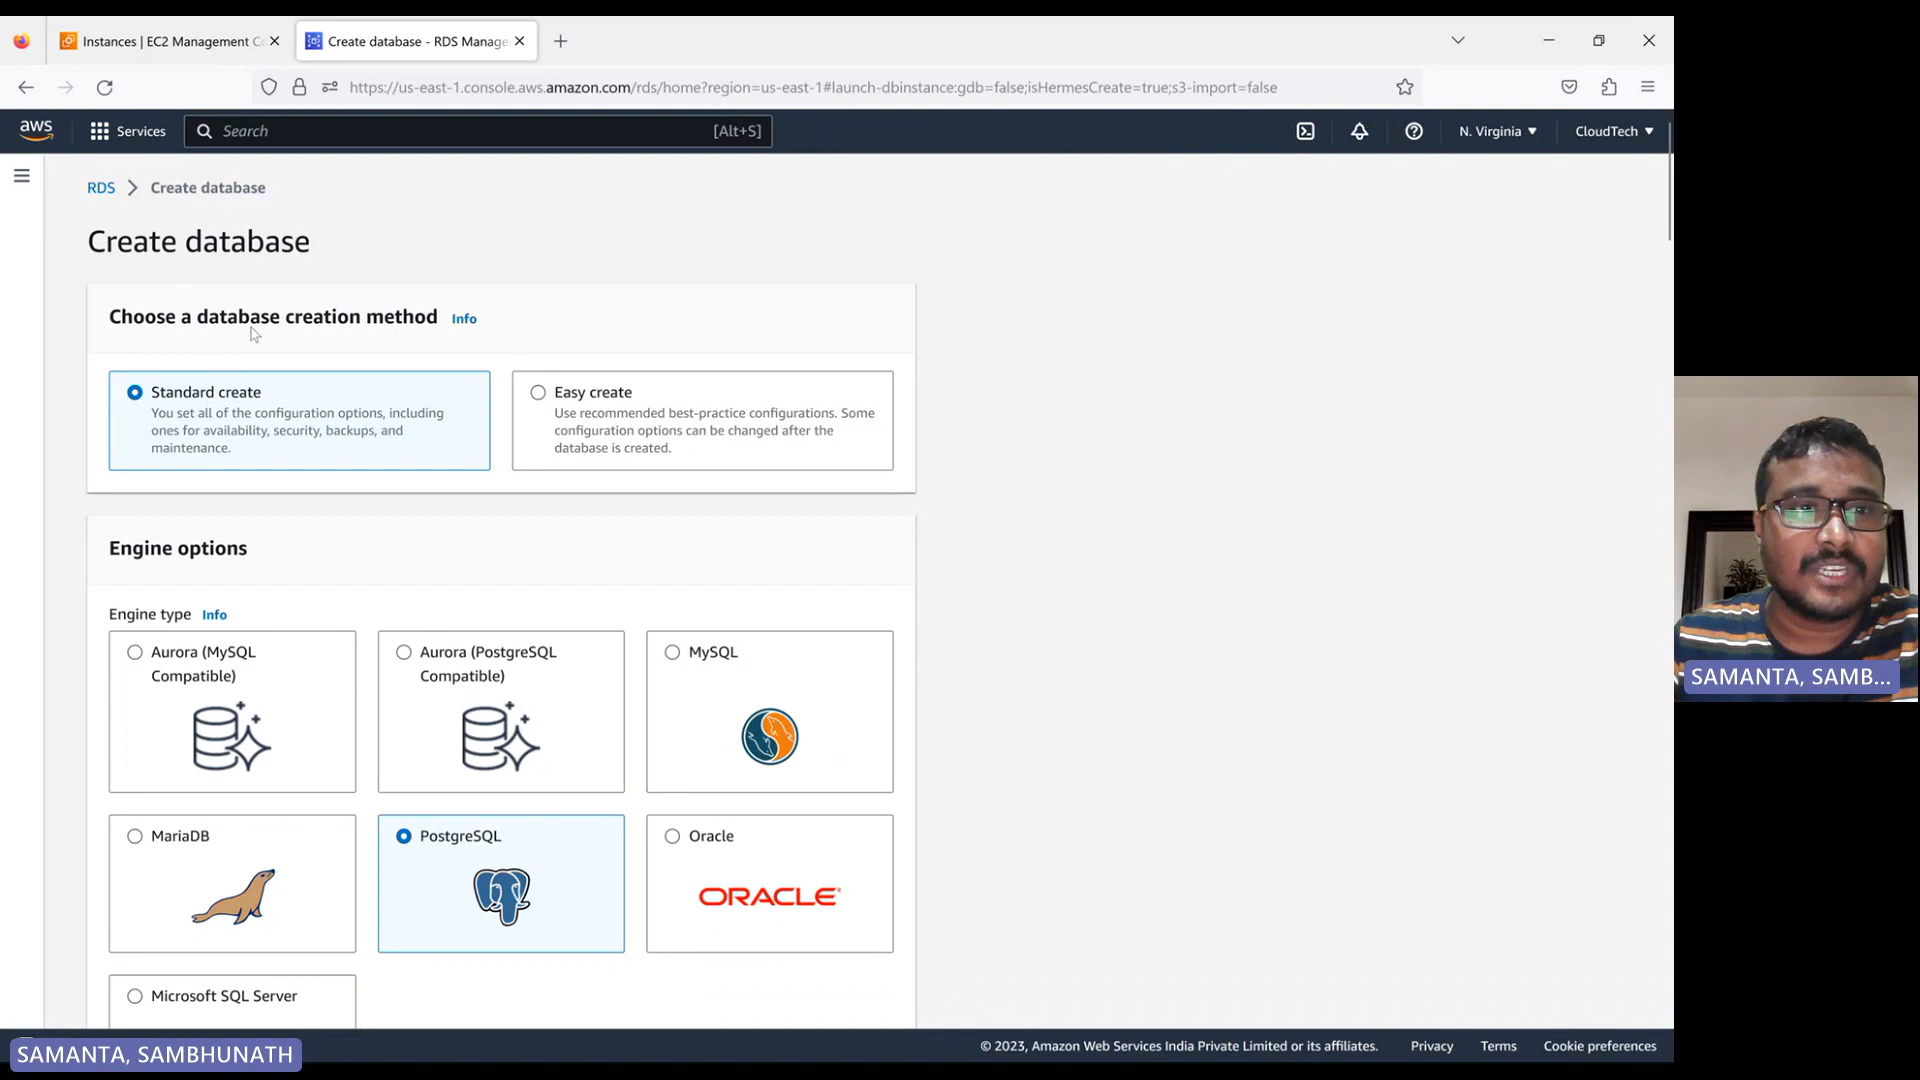 Instances | EC2 Management Co
Create database - RDS Manage
https://us-east-1.console.aws.amazon.com/rds/home?region=us-east-1#launch-dbinstance:gdb=false;isHermesCreate=true;s3-import=false
aws
Services
Search
[Alt+S]
N. Virginia
CloudTech
RDS
Create database
Create database
Choose a database creation method Info
Standard create
You set all of the configuration options, including
ones for availability, security, backups, and
maintenance.
Easy create
Use recommended best-practice configurations. Some
configuration options can be changed after the
database is created.
Engine options
Engine type Info
Aurora (MySQL
Compatible)
Aurora (PostgreSQL
Compatible)
MySQL
MariaDB
PostgreSQL
Oracle
ORACLE
Microsoft SQL Server
SAMANTA, SAMB...
SAMANTA, SAMBHUNATH
© 2023, Amazon Web Services India Private Limited or its affiliates.
Privacy
Terms
Cookie preferences